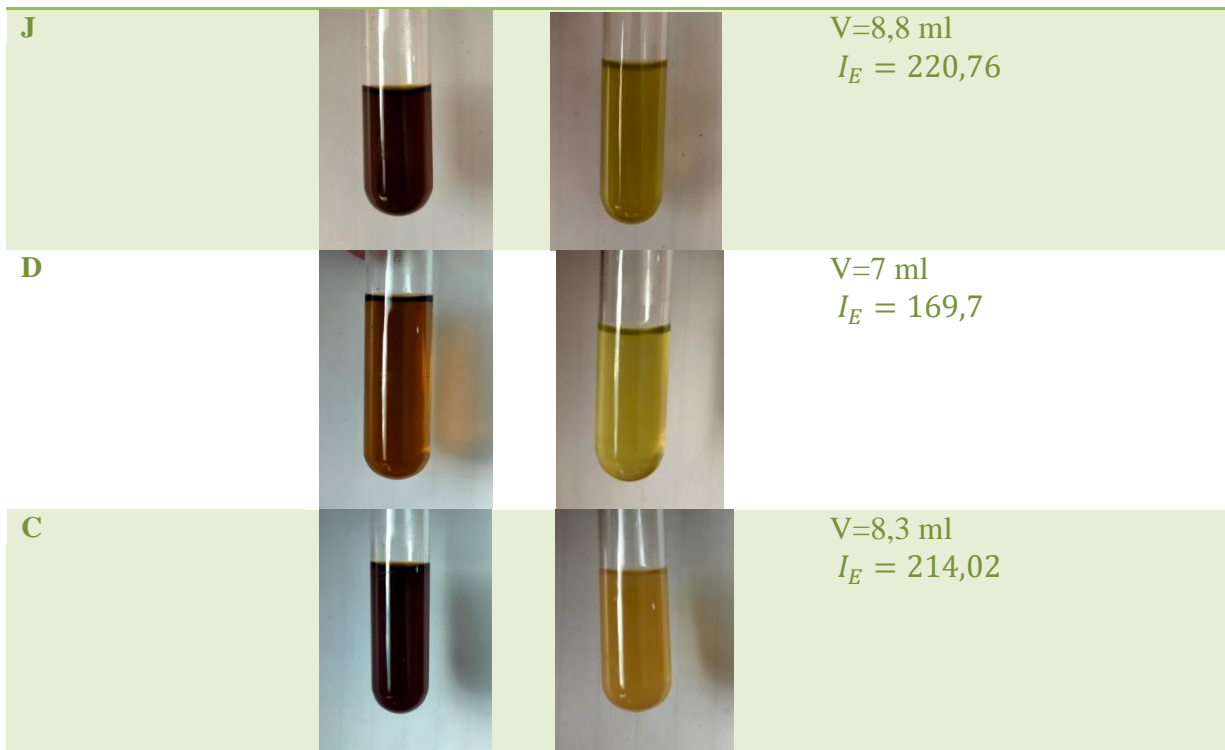 J
V=8,8 ml
I_E = 220,76
D
V=7 ml
I_E = 169,7
C
V=8,3 ml
I_E = 214,02